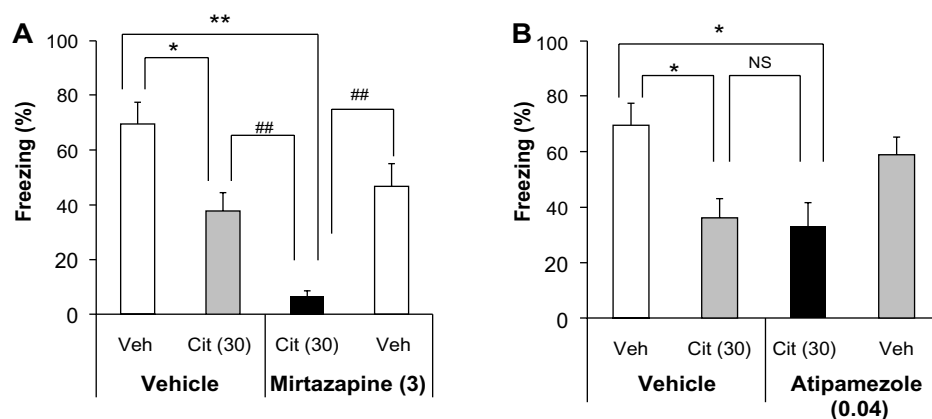 A
Freezing (%)
100
80
60
40
20
0
**
*
##
##
Veh
Cit (30)
Cit (30)
Veh
Vehicle
Mirtazapine (3)
B
Freezing (%)
100
80
60
40
20
0
*
*
NS
Veh
Cit (30)
Cit (30)
Veh
Vehicle
Atipamezole
(0.04)